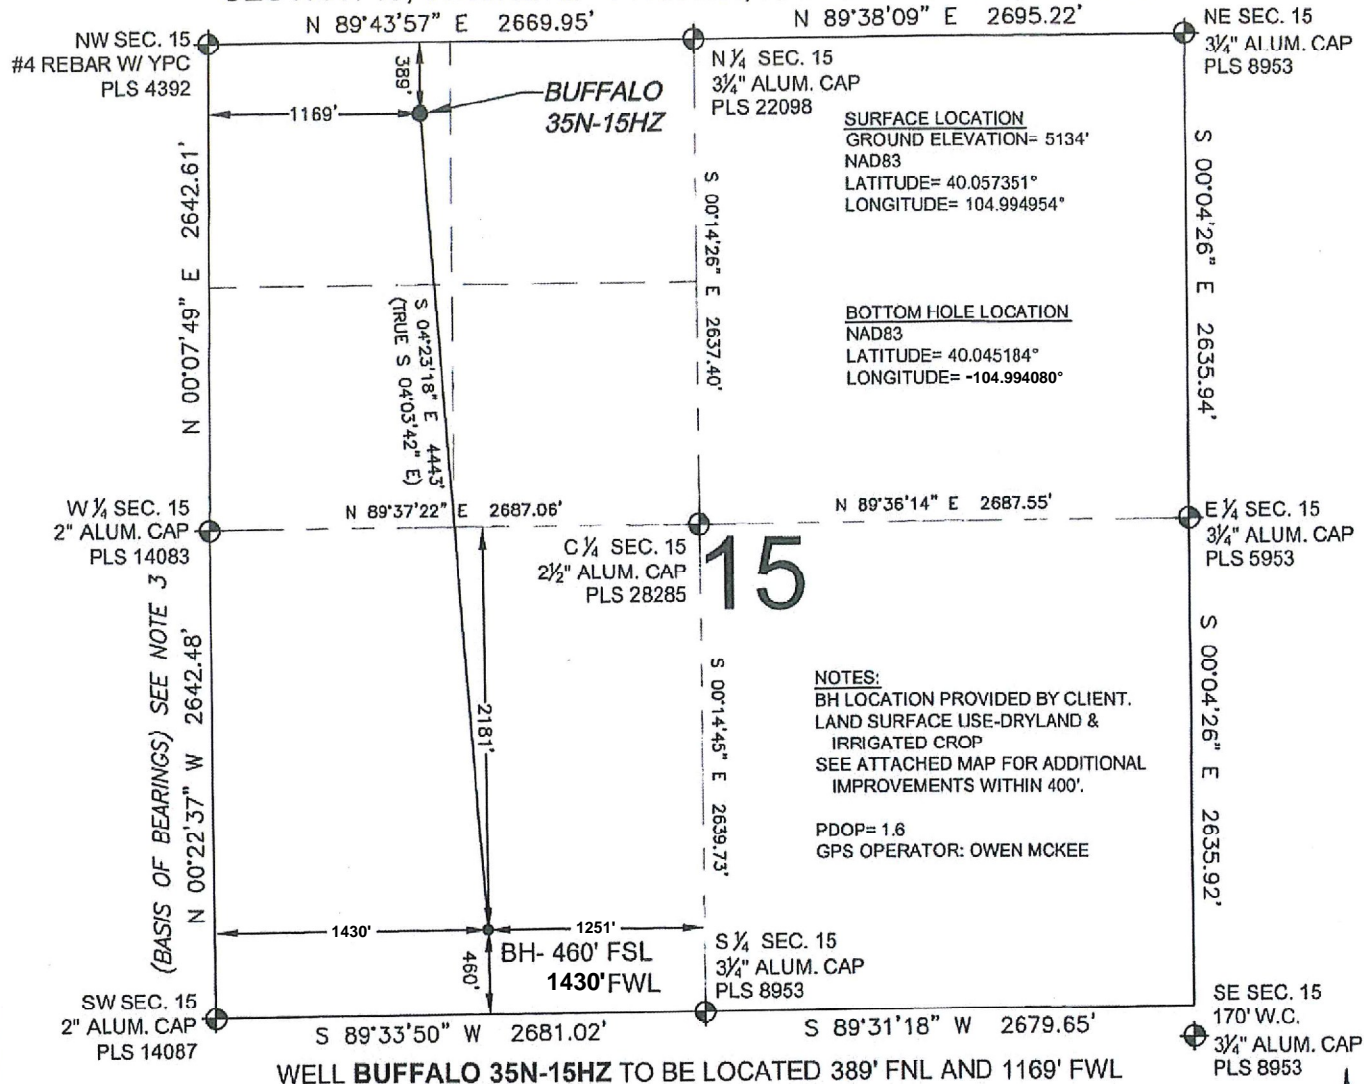 N 89°43'57" E 2669.95'
N 89°38'09" E 2695.22'
NW SEC. 15
#4 REBAR W/ YPC
PLS 4392
NE SEC. 15
3¼" ALUM. CAP
PLS 8953
N ¼ SEC. 15
3¼" ALUM. CAP
PLS 22098
389'
1169'
BUFFALO
35N-15HZ
SURFACE LOCATION
GROUND ELEVATION= 5134'
NAD83
LATITUDE= 40.057351°
LONGITUDE= 104.994954°
N 00°07'49" E 2642.61'
S 00°14'26" E 2637.40'
S 00°04'26" E 2635.94'
BOTTOM HOLE LOCATION
NAD83
LATITUDE= 40.045184°
LONGITUDE= -104.994080°
S 04°23'18" E 4443'
(TRUE S 04°03'42" E)
W ¼ SEC. 15
2" ALUM. CAP
PLS 14083
N 89°37'22" E 2687.06'
N 89°36'14" E 2687.55'
E ¼ SEC. 15
3¼" ALUM. CAP
PLS 5953
C ¼ SEC. 15
2½" ALUM. CAP
PLS 28285
15
(BASIS OF BEARINGS) SEE NOTE 3
N 00°22'37" W 2642.48'
2181'
S 00°14'45" E 2639.73'
S 00°04'26" E 2635.92'
NOTES:
BH LOCATION PROVIDED BY CLIENT.
LAND SURFACE USE-DRYLAND &
IRRIGATED CROP
SEE ATTACHED MAP FOR ADDITIONAL
IMPROVEMENTS WITHIN 400'.
PDOP= 1.6
GPS OPERATOR: OWEN MCKEE
1430'
1251'
460'
BH- 460' FSL
1430' FWL
S ¼ SEC. 15
3¼" ALUM. CAP
PLS 8953
SW SEC. 15
2" ALUM. CAP
PLS 14087
S 89°33'50" W 2681.02'
S 89°31'18" W 2679.65'
SE SEC. 15
170' W.C.
3¼" ALUM. CAP
PLS 8953
WELL BUFFALO 35N-15HZ TO BE LOCATED 389' FNL AND 1169' FWL